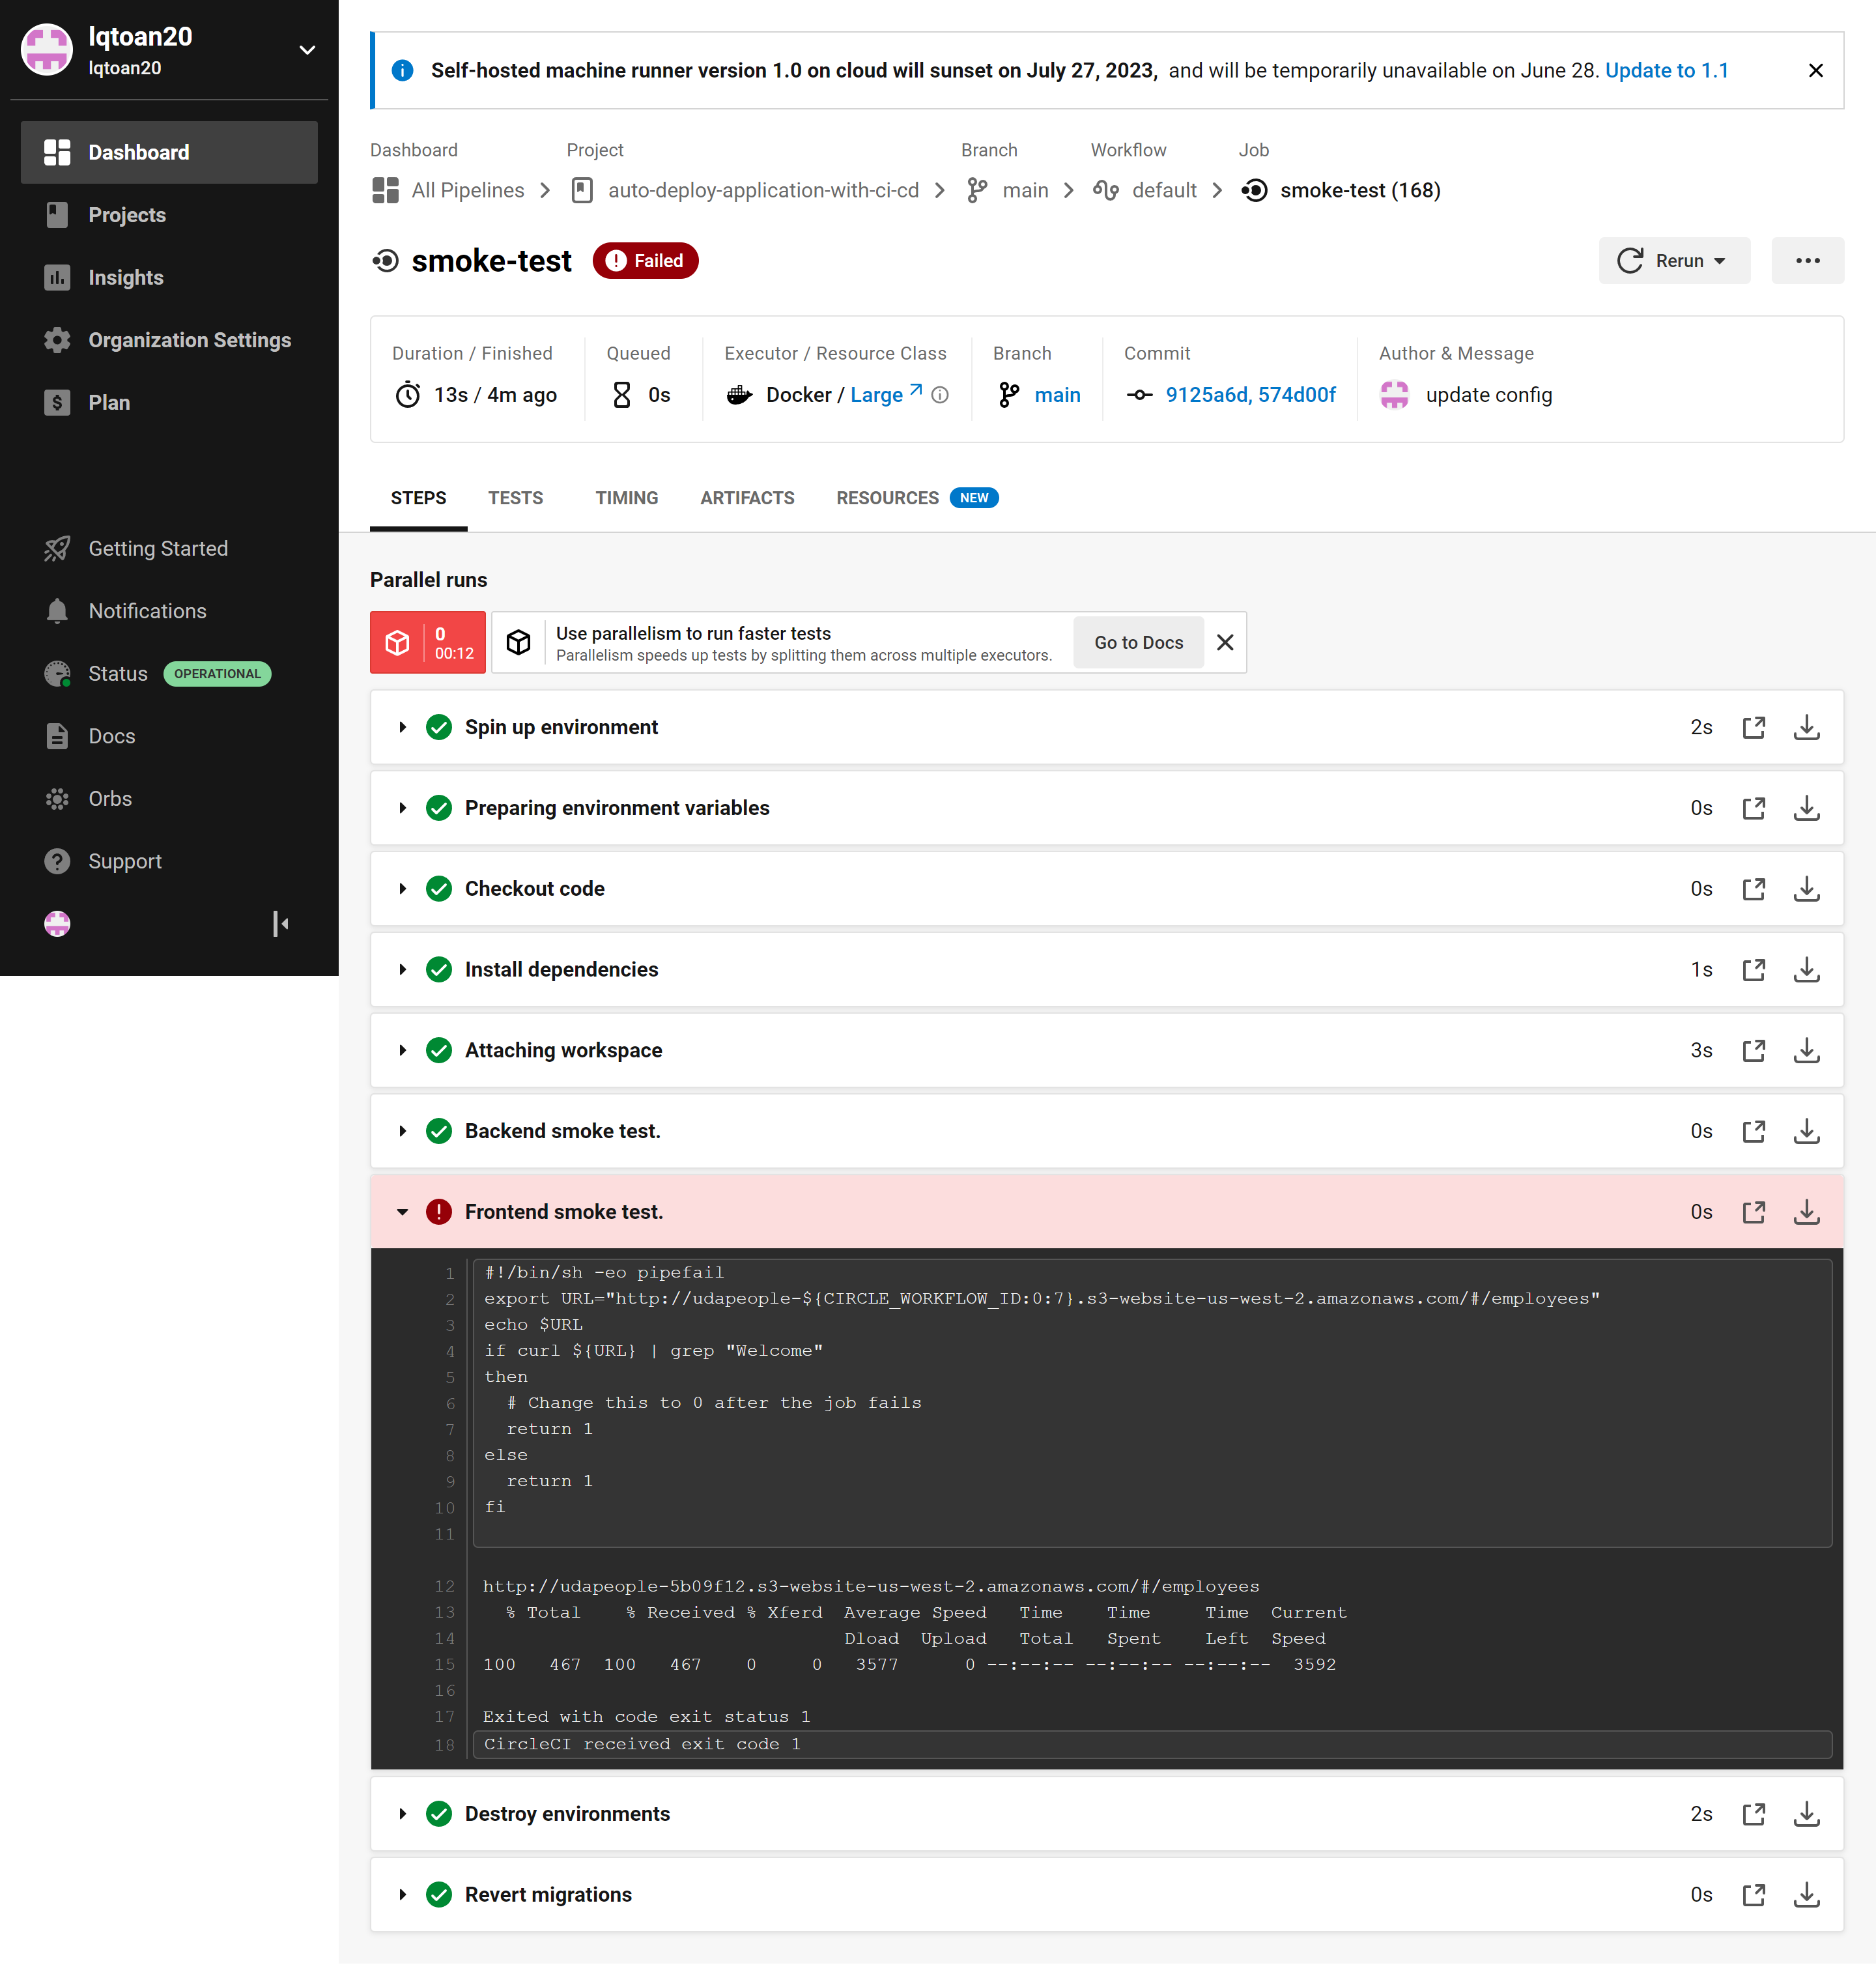 lqtoan20
lqtoan20
Dashboard
Projects
Insights
Organization Settings
Plan
Getting Started
Notifications
Status OPERATIONAL
Docs
Orbs
Support
Self-hosted machine runner version 1.0 on cloud will sunset on July 27, 2023, and will be temporarily unavailable on June 28. Update to 1.1
Dashboard Project Branch Workflow Job
All Pipelines auto-deploy-application-with-ci-cd main default smoke-test (168)
smoke-test Failed Rerun
Duration / Finished Queued Executor / Resource Class Branch Commit Author & Message
13s / 4m ago 0s Docker / Large main 9125a6d, 574d00f update config
STEPS TESTS TIMING ARTIFACTS RESOURCES NEW
Parallel runs
0
00:12
Use parallelism to run faster tests
Parallelism speeds up tests by splitting them across multiple executors.
Go to Docs
Spin up environment 2s
Preparing environment variables 0s
Checkout code 0s
Install dependencies 1s
Attaching workspace 3s
Backend smoke test. 0s
Frontend smoke test. 0s
1 #!/bin/sh -eo pipefail
2 export URL="http://udapeople-${CIRCLE_WORKFLOW_ID:0:7}.s3-website-us-west-2.amazonaws.com/#/employees"
3 echo $URL
4 if curl ${URL} | grep "Welcome"
5 then
6   # Change this to 0 after the job fails
7   return 1
8 else
9   return 1
10 fi
11
12 http://udapeople-5b09f12.s3-website-us-west-2.amazonaws.com/#/employees
13   % Total    % Received % Xferd  Average Speed   Time    Time     Time  Current
14                                  Dload  Upload   Total   Spent    Left  Speed
15 100   467  100   467    0     0   3577      0 --:--:-- --:--:-- --:--:--  3592
16
17 Exited with code exit status 1
18 CircleCI received exit code 1
Destroy environments 2s
Revert migrations 0s